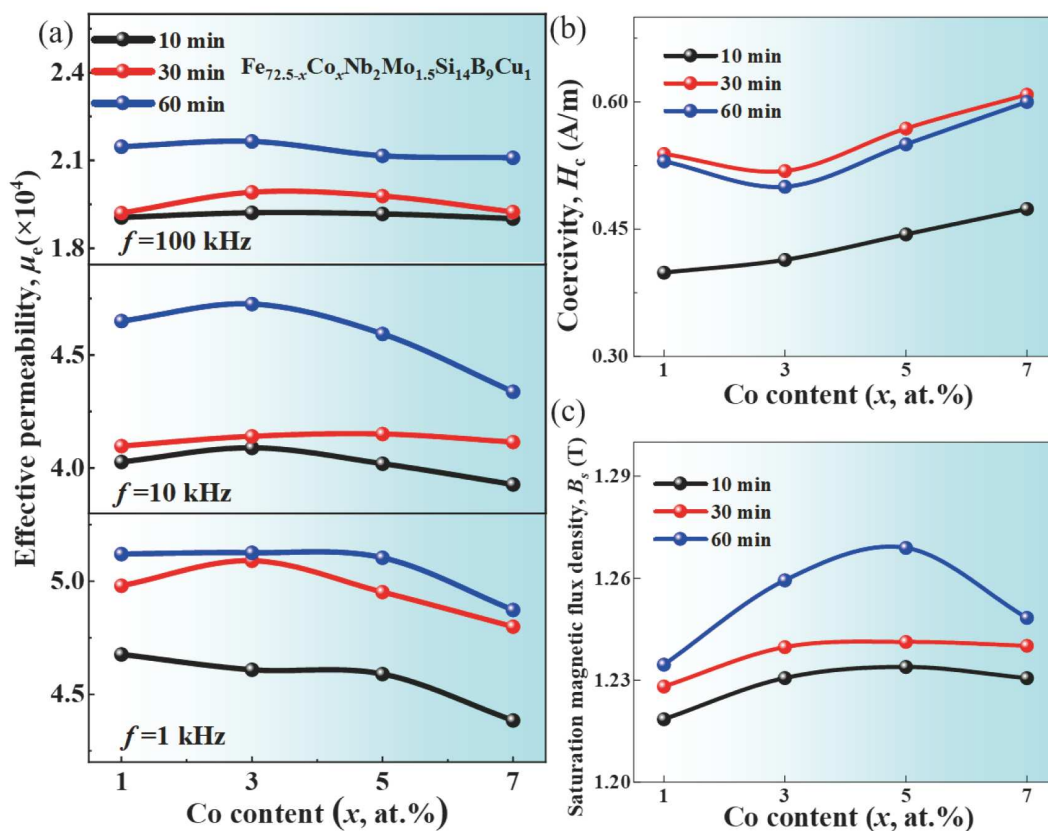 (a)
10 min
30 min
60 min
Fe72.5-xCoxNb2Mo1.5Si14B9Cu1
2.4
2.1
1.8
f=100 kHz
4.5
4.0
f=10 kHz
5.0
4.5
f=1 kHz
1 3 5 7
Co content (x, at.%)
Effective permeability, μe(×10⁴)
(b)
10 min
30 min
60 min
0.60
0.45
0.30
1 3 5 7
Co content (x, at.%)
Coercivity, Hc (A/m)
(c)
10 min
30 min
60 min
1.29
1.26
1.23
1.20
1 3 5 7
Co content (x, at.%)
Saturation magnetic flux density, Bs (T)